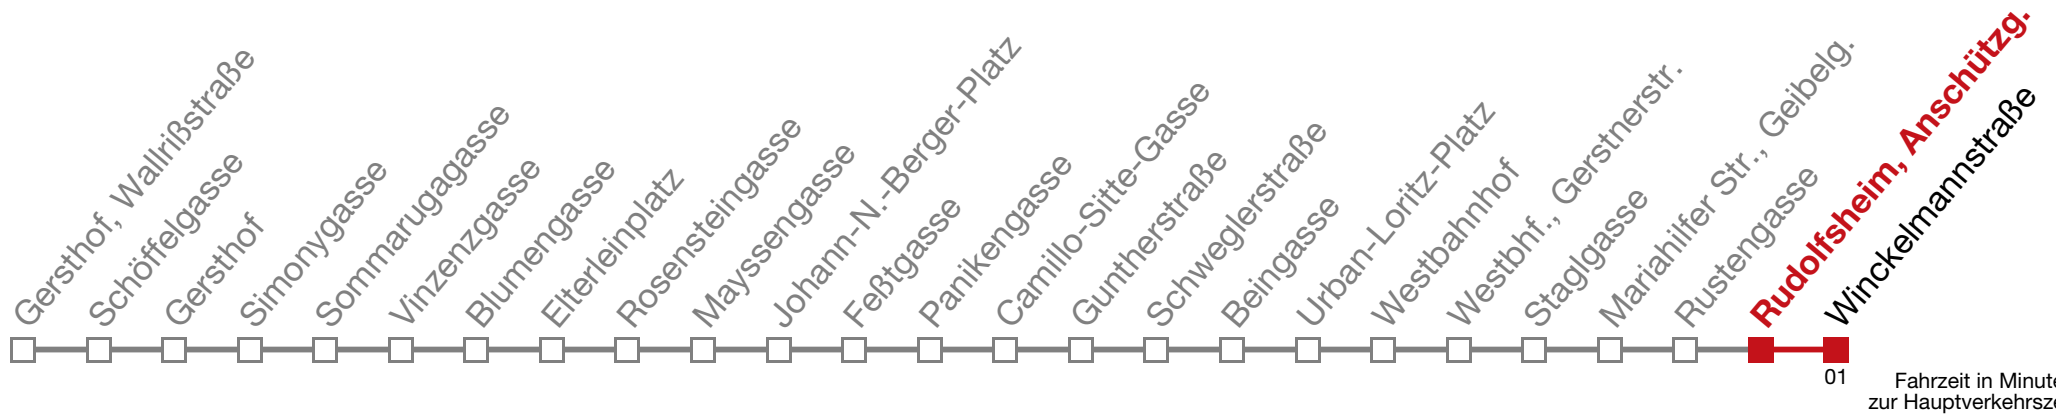 Gersthof, Wallrißstraße
Schöffelgasse
Gersthof
Simonygasse
Sommarugagasse
Vinzenzgasse
Blumengasse
Elterleinplatz
Rosensteingasse
Mayssengasse
Johann-N.-Berger-Platz
Feßtgasse
Panikengasse
Camillo-Sitte-Gasse
Guntherstraße
Schweglerstraße
Beingasse
Urban-Loritz-Platz
Westbahnhof
Westbhf., Gerstnerstr.
Staglgasse
Mariahilfer Str., Geibelg.
Rustengasse
Rudolfsheim, Anschützg.
Winckelmannstraße
01
Fahrzeit in Minute
zur Hauptverkehrsze